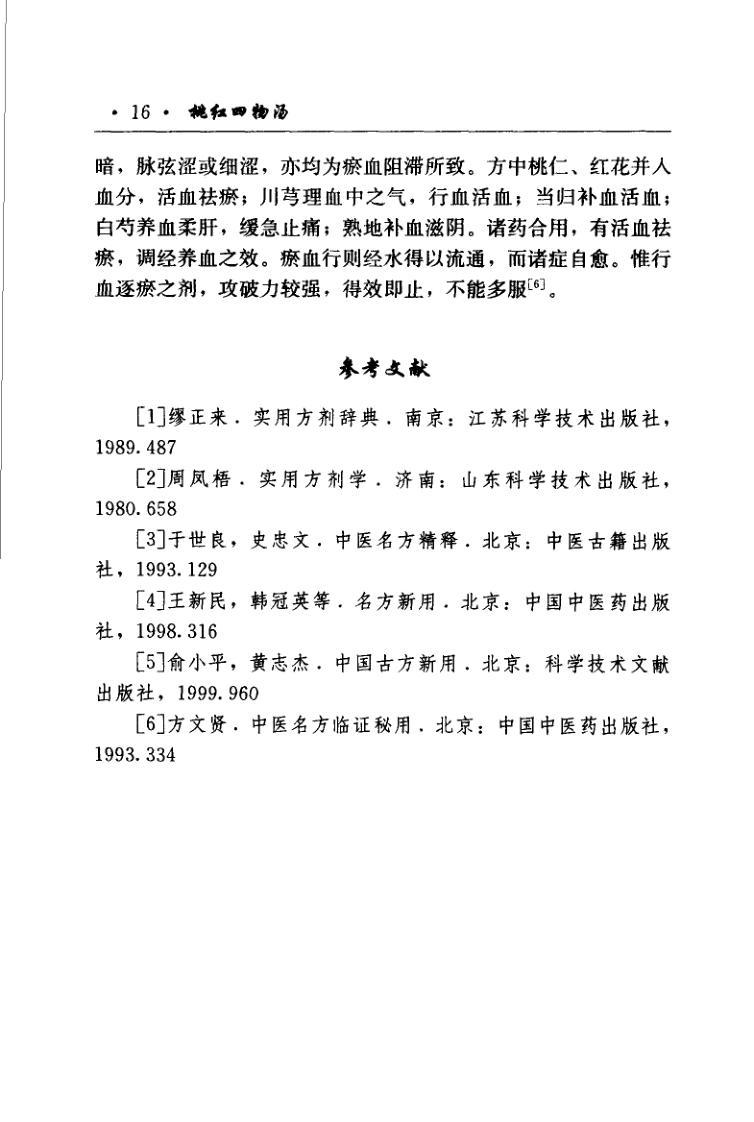 · 16 · 桃红四物汤
暗，脉弦涩或细涩，亦均为瘀血阻滞所致。方中桃仁、红花并入
血分，活血祛瘀；川芎理血中之气，行血活血；当归补血活血；
白芍养血柔肝，缓急止痛；熟地补血滋阴。诸药合用，有活血祛
瘀，调经养血之效。瘀血行则经水得以流通，而诸症自愈。惟行
血逐瘀之剂，攻破力较强，得效即止，不能多服[6]。
参考文献
[1]缪正来．实用方剂辞典．南京：江苏科学技术出版社，
1989.487
[2]周凤梧．实用方剂学．济南：山东科学技术出版社，
1980.658
[3]于世良，史忠文．中医名方精释．北京：中医古籍出版
社，1993.129
[4]王新民，韩冠英等．名方新用．北京：中国中医药出版
社，1998.316
[5]俞小平，黄志杰．中国古方新用．北京：科学技术文献
出版社，1999.960
[6]方文贤．中医名方临证秘用．北京：中国中医药出版社，
1993.334